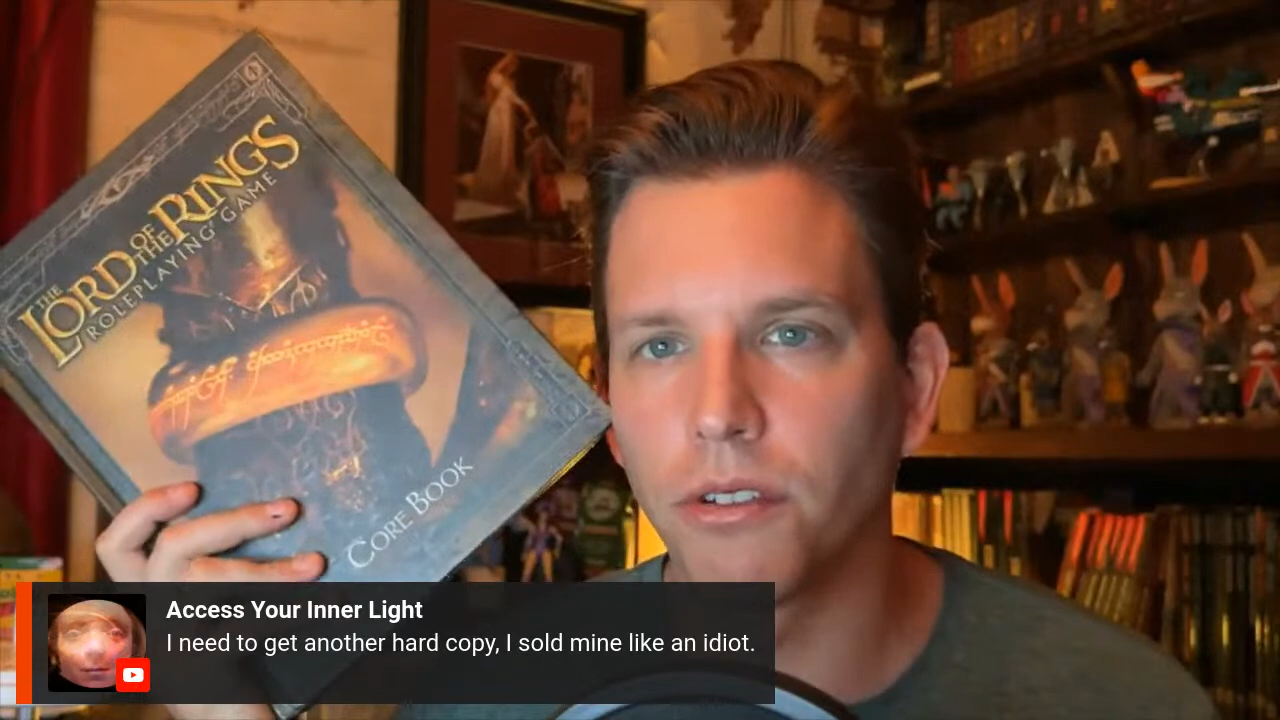 THE
LORD OF THE RINGS
ROLEPLAYING GAME
CORE BOOK
Access Your Inner Light
I need to get another hard copy, I sold mine like an idiot.